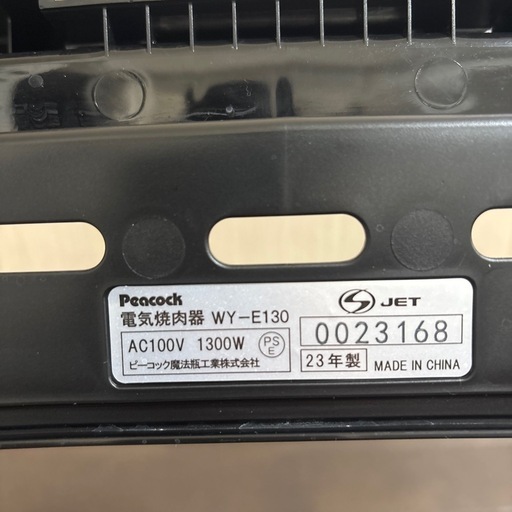 Peacock
JET
電気焼肉器 WY-E130
AC100V 1300W
PS
E
0023168
ピーコック魔法瓶工業株式会社
23年製
MADE IN CHINA